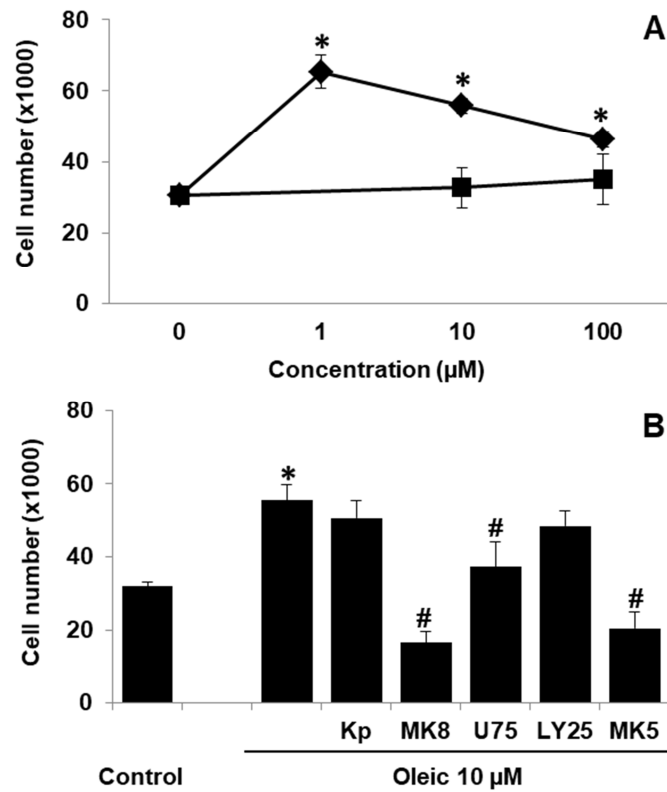 A
Cell number (x1000)
80
60
40
20
0
* * *
0 1 10 100
Concentration (µM)
B
Cell number (x1000)
80
60
40
20
0
* # # #
Kp MK8 U75 LY25 MK5
Control Oleic 10 µM